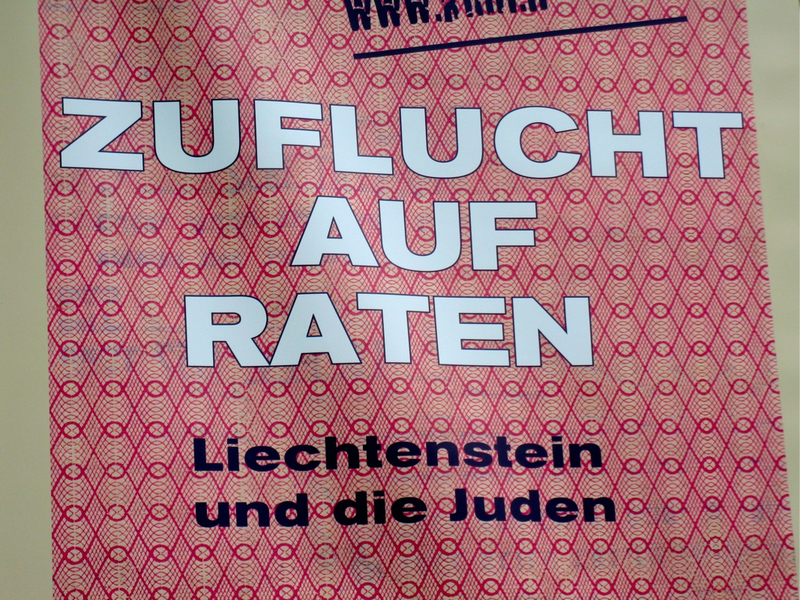 ZUFLUCHT
AUF
RATEN
Liechtenstein
und die Juden